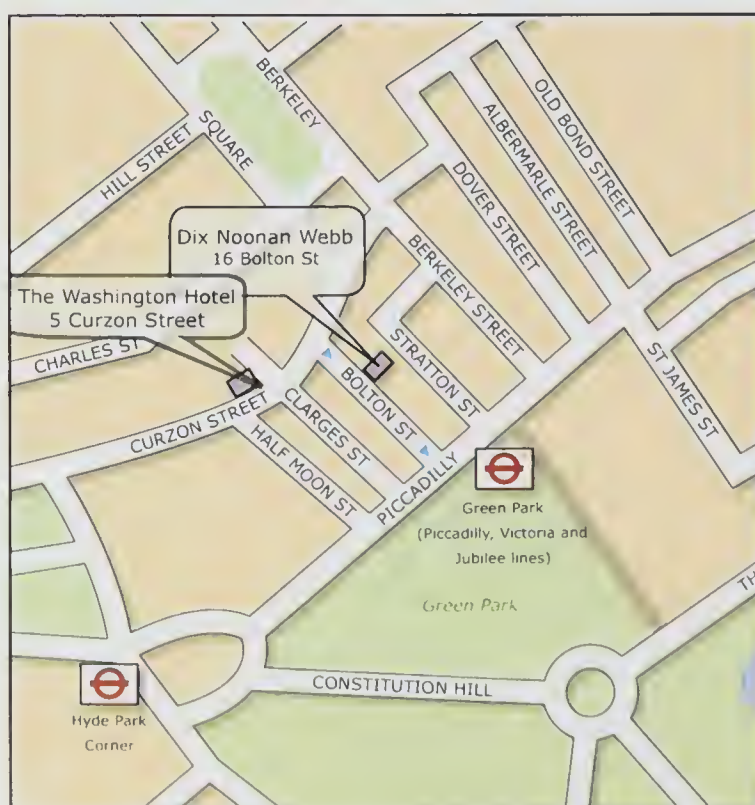 BERKELEY
SQUARE
HILL STREET
OLD BOND STREET
ALBERMARLE STREET
DOVER STREET
Dix Noonan Webb
16 Bolton St
BERKELEY STREET
The Washington Hotel
5 Curzon Street
CHARLES ST
STRATTON ST
BOLTON ST
ST JAMES ST
CURZON STREET
CLARGES ST
HALF MOON ST
PICCADILLY
Green Park
(Piccadilly, Victoria and
Jubilee lines)
Green Park
TH
CONSTITUTION HILL
Hyde Park
Corner